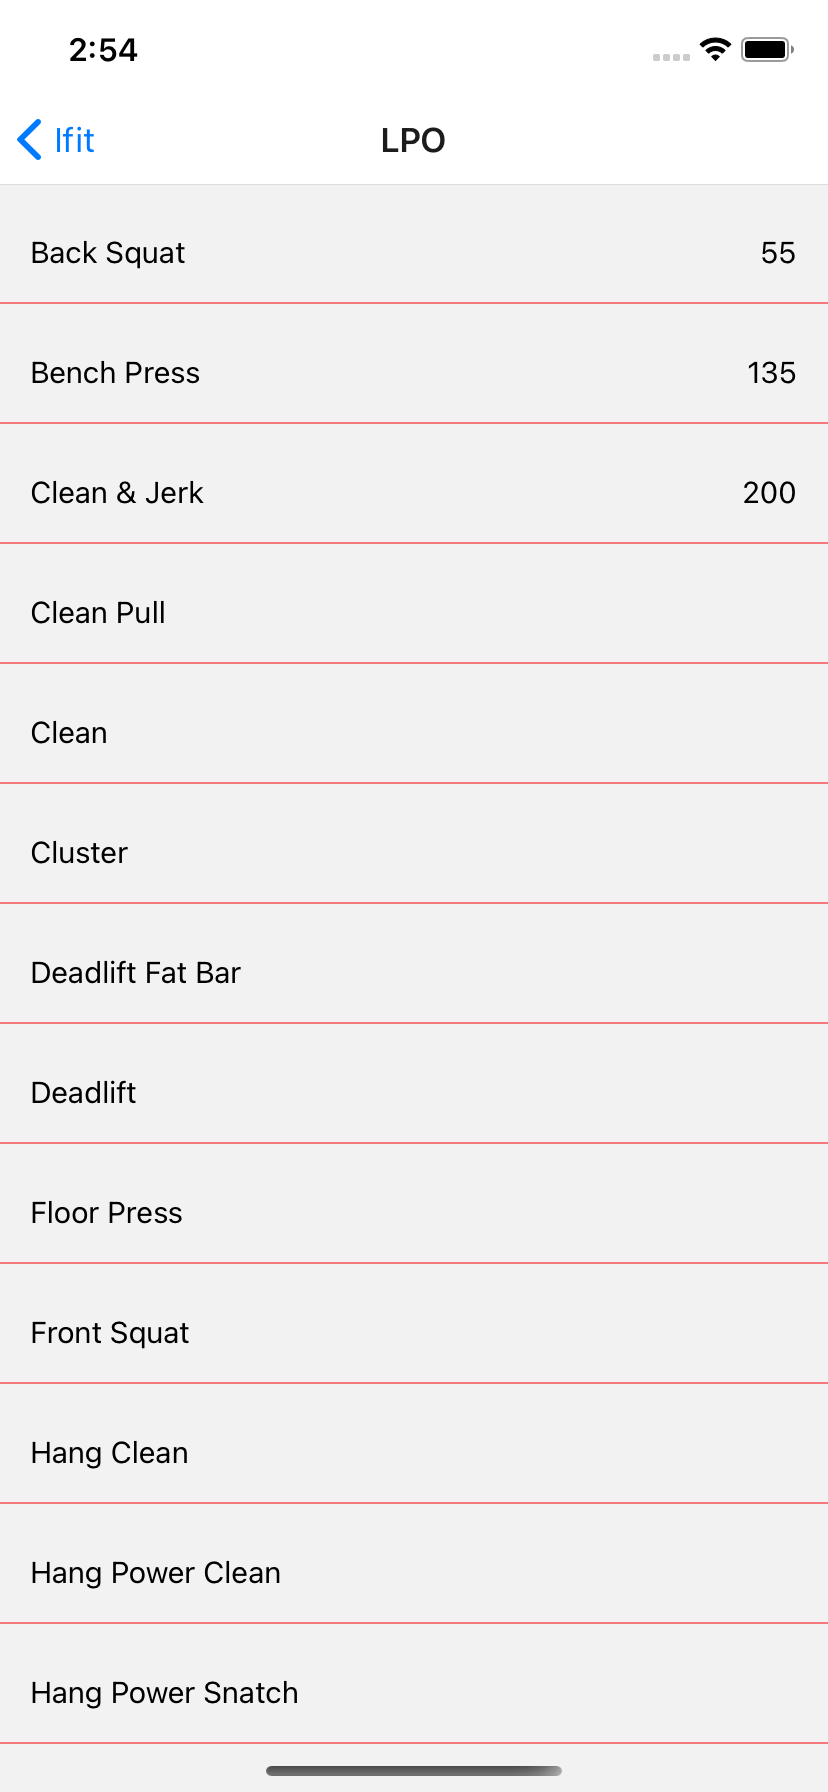 2:54
Ifit
LPO
Back Squat 55
Bench Press 135
Clean & Jerk 200
Clean Pull
Clean
Cluster
Deadlift Fat Bar
Deadlift
Floor Press
Front Squat
Hang Clean
Hang Power Clean
Hang Power Snatch